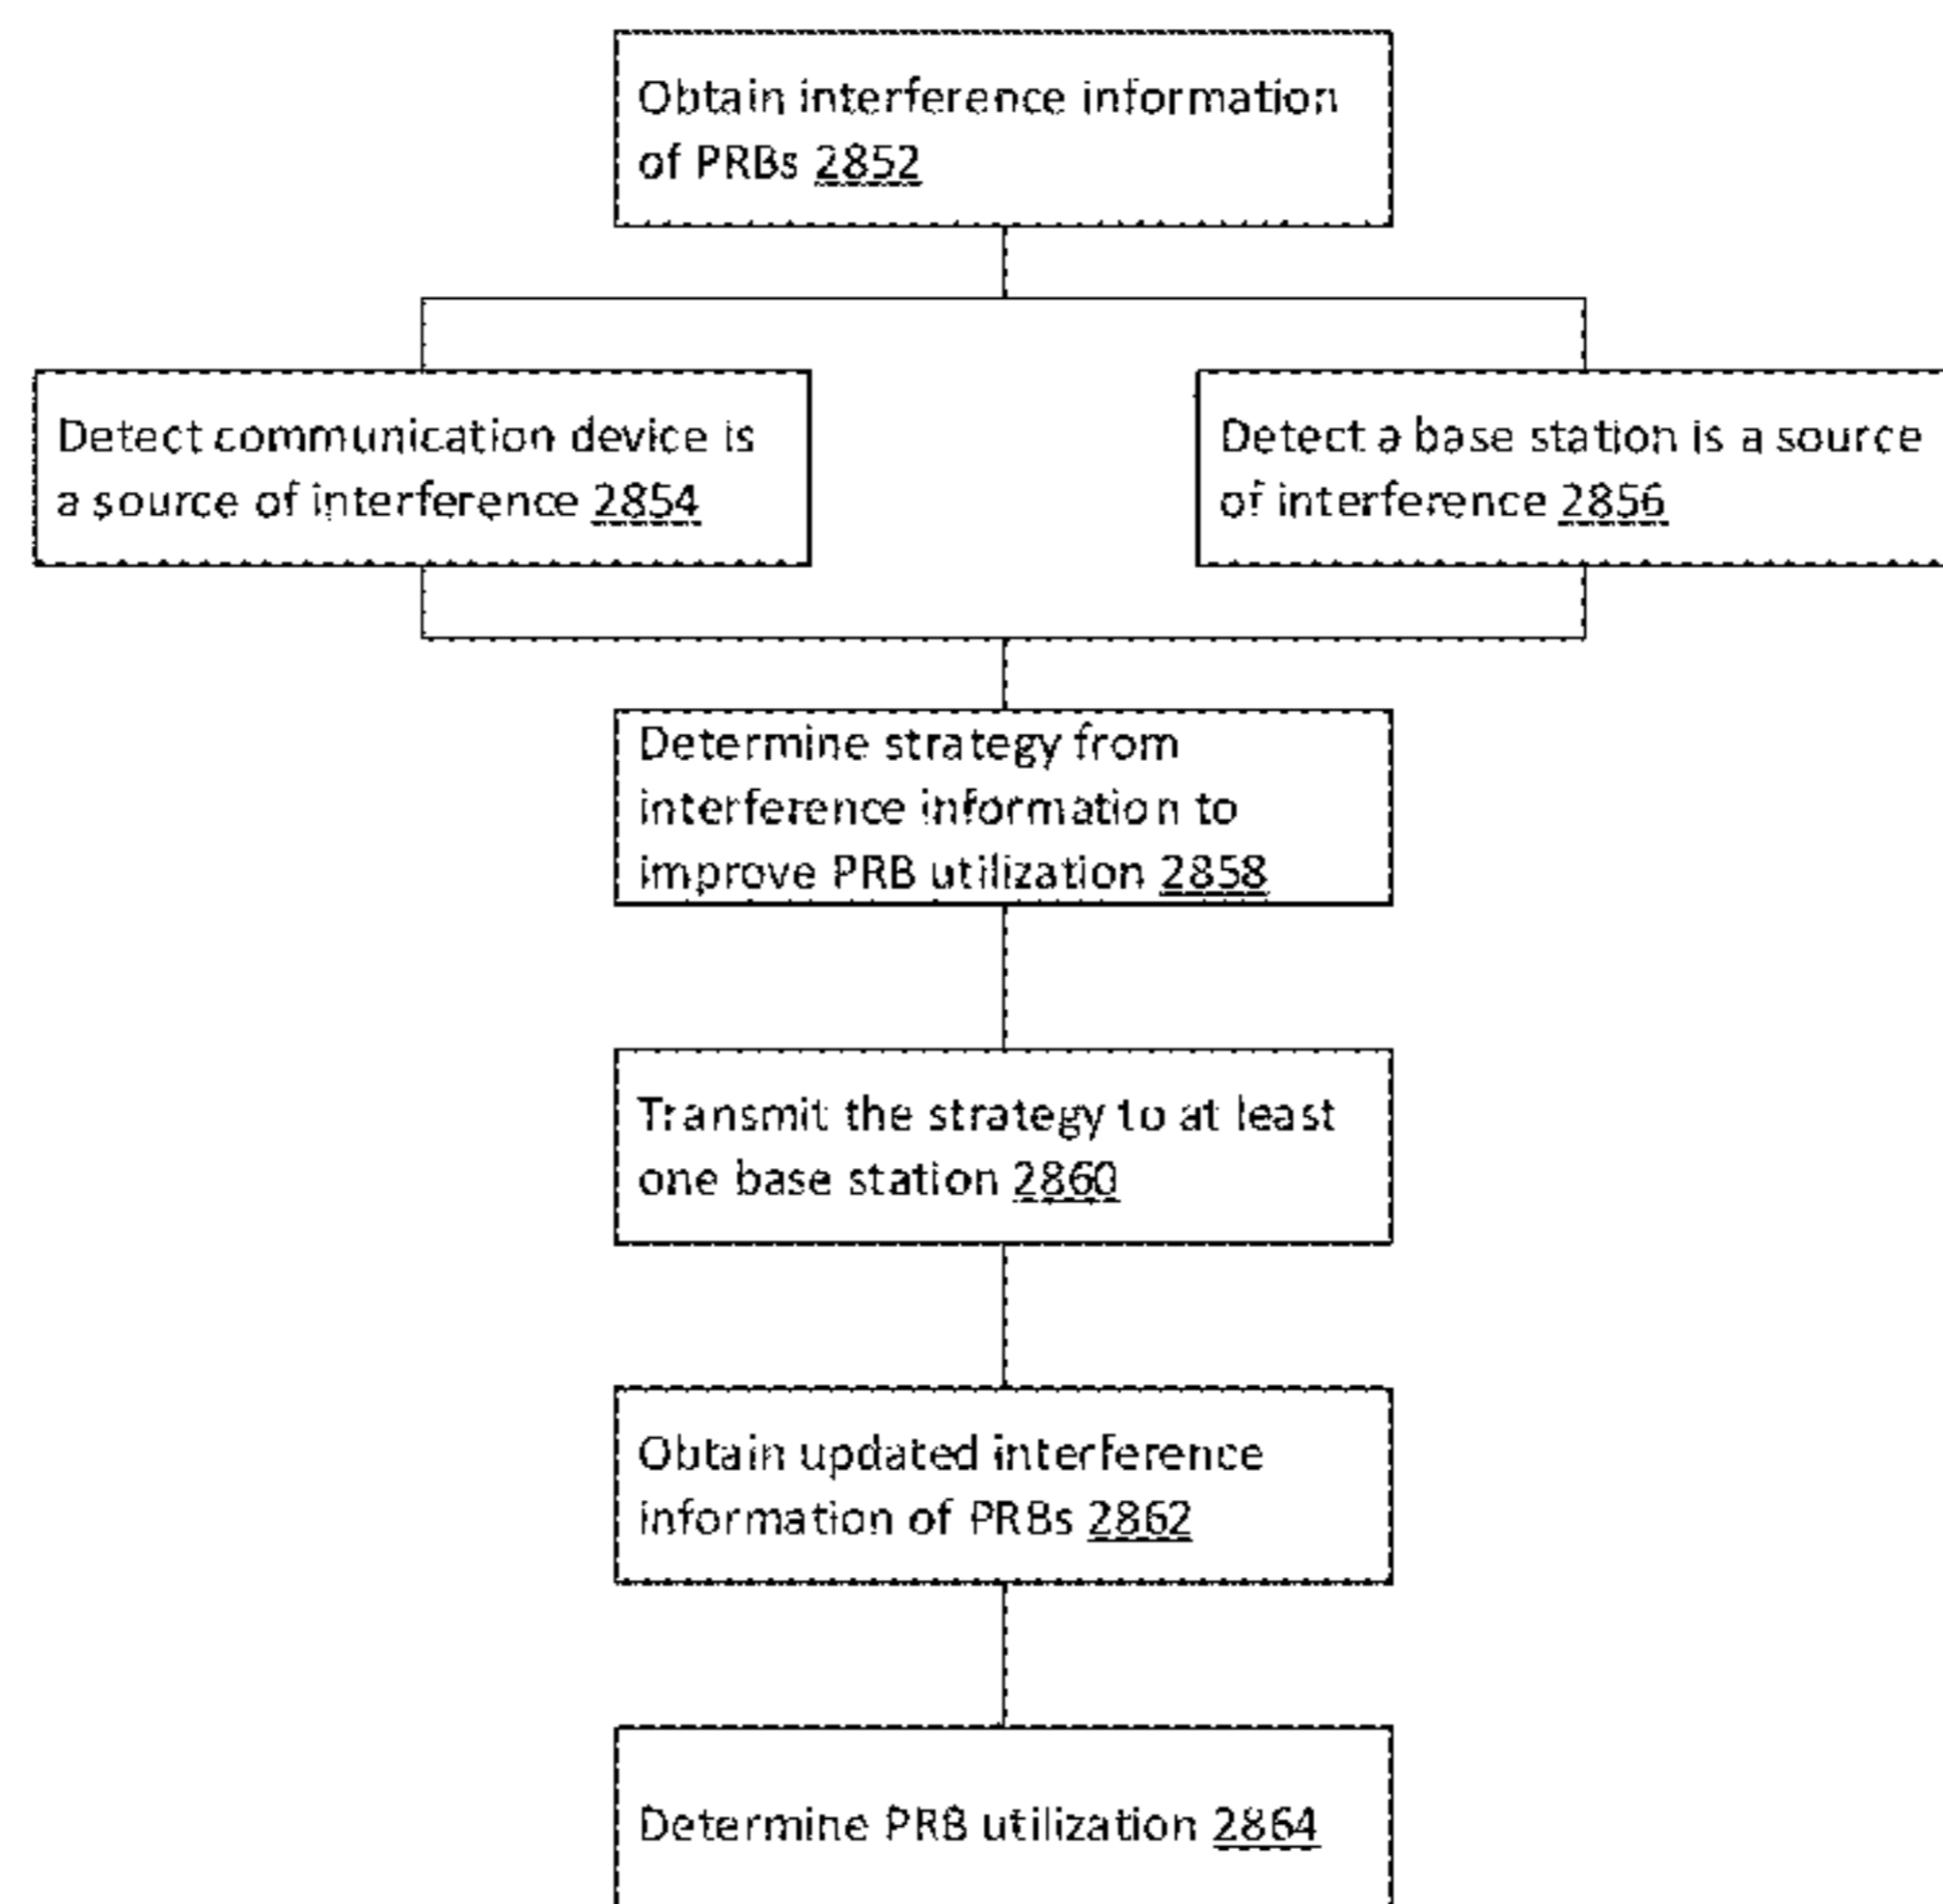 Obtain interference information
of PRBs 2852
Detect communication device is
a source of interference 2854
Detect a base station is a source
of interference 2856
Determine strategy from
interference information to
improve PRB utilization 2858
Transmit the strategy to at least
one base station 2860
Obtain updated interference
information of PRBs 2862
Determine PRB utilization 2864